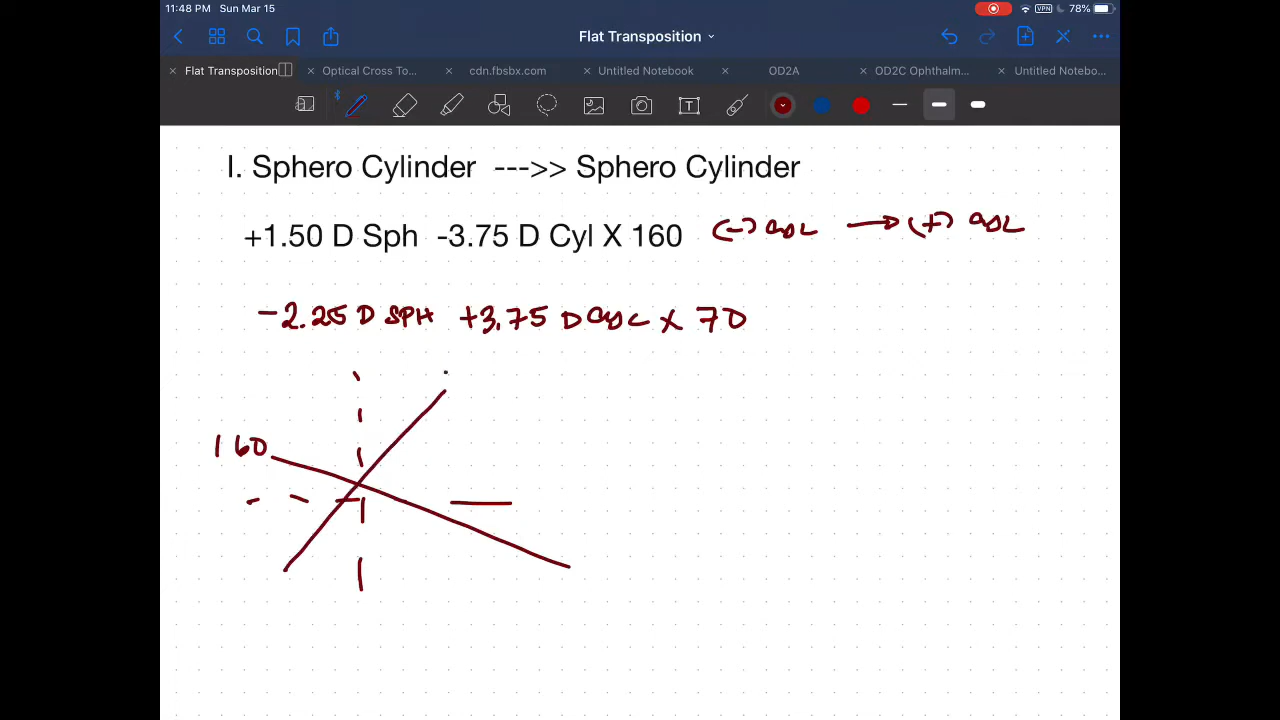 11:48 PM Sun Mar 15
VPN 78%
Flat Transposition
Flat Transposition Optical Cross To... cdn.fbsbx.com Untitled Notebook OD2A OD2C Ophthalm... Untitled Notebo...
I. Sphero Cylinder --->> Sphero Cylinder
+1.50 D Sph -3.75 D Cyl X 160 (-) CYL → (+) CYL
-2.25 D SPH +3.75 D CYL X 70
160